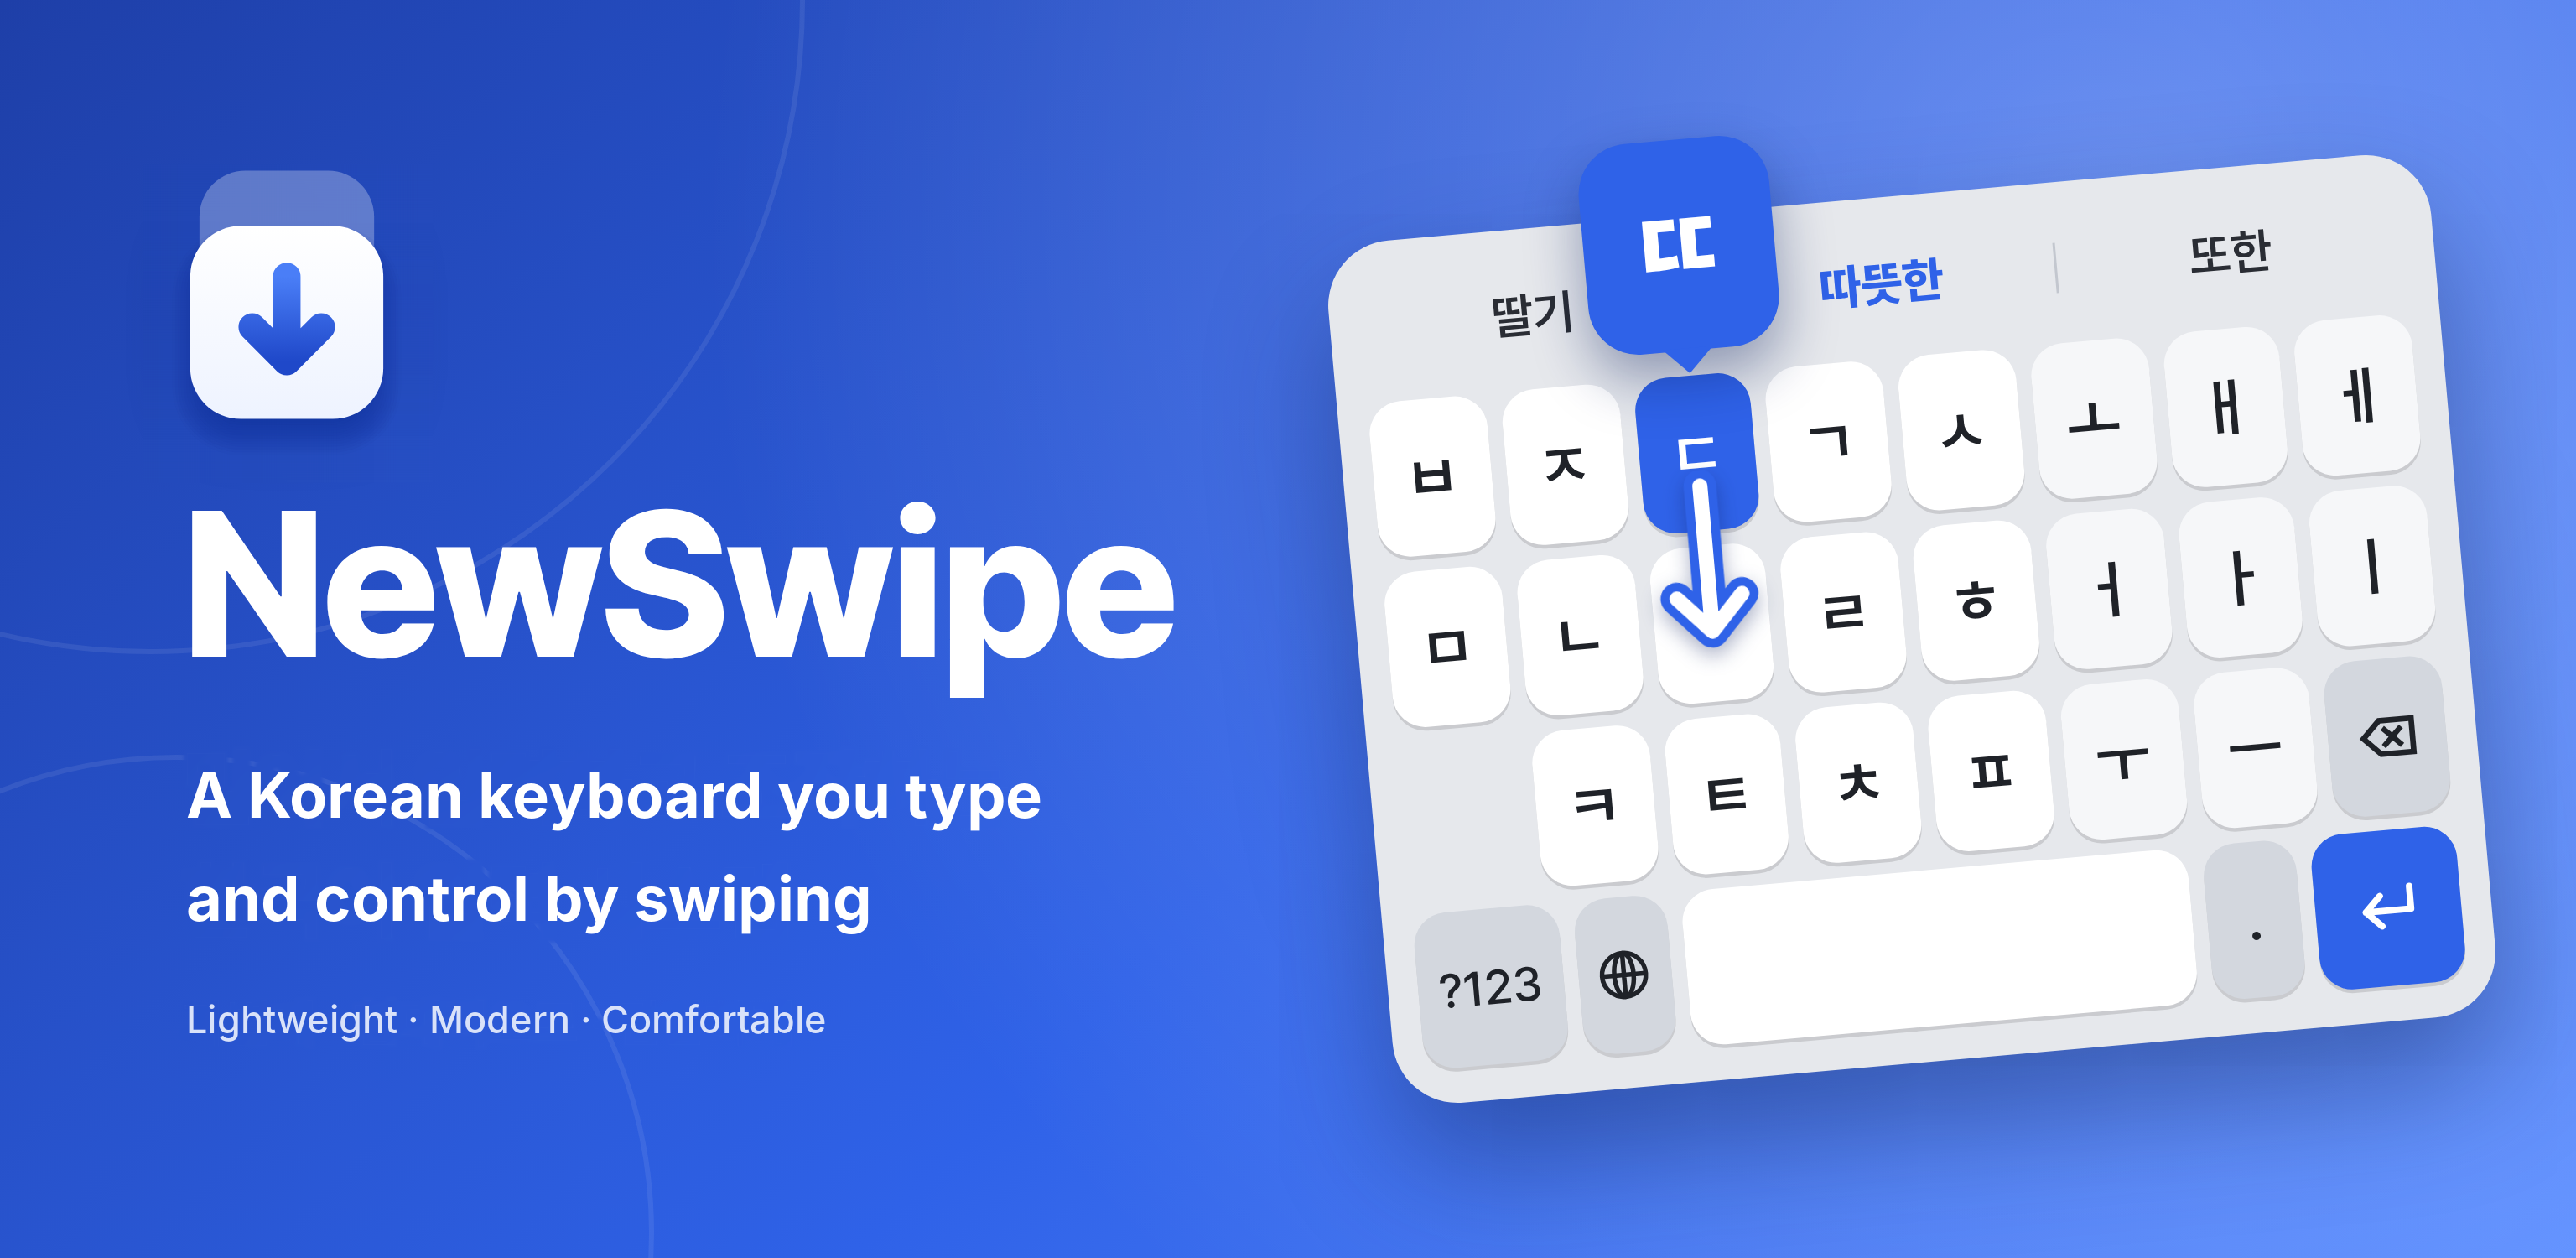 NewSwipe
A Korean keyboard you type
and control by swiping
Lightweight · Modern · Comfortable
ㄸ
딸기 따뜻한 또한
ㅂ ㅈ ㄷ ㄱ ㅅ ㅗ ㅐ ㅔ
ㅁ ㄴ ㄹ ㅎ ㅓ ㅏ ㅣ
ㅋ ㅌ ㅊ ㅍ ㅜ ㅡ
?123 .